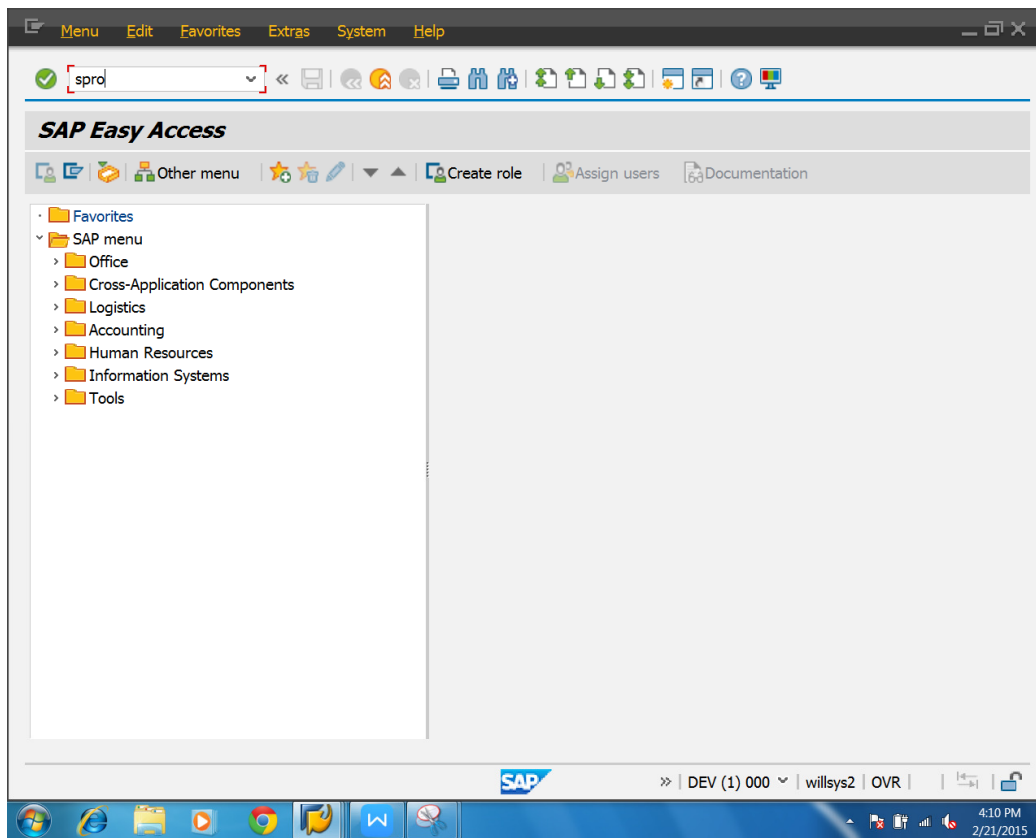 Menu Edit Favorites Extras System Help
spro
SAP Easy Access
Other menu Create role Assign users Documentation
Favorites
SAP menu
Office
Cross-Application Components
Logistics
Accounting
Human Resources
Information Systems
Tools
SAP DEV (1) 000 willsys2 OVR
4:10 PM
2/21/2015